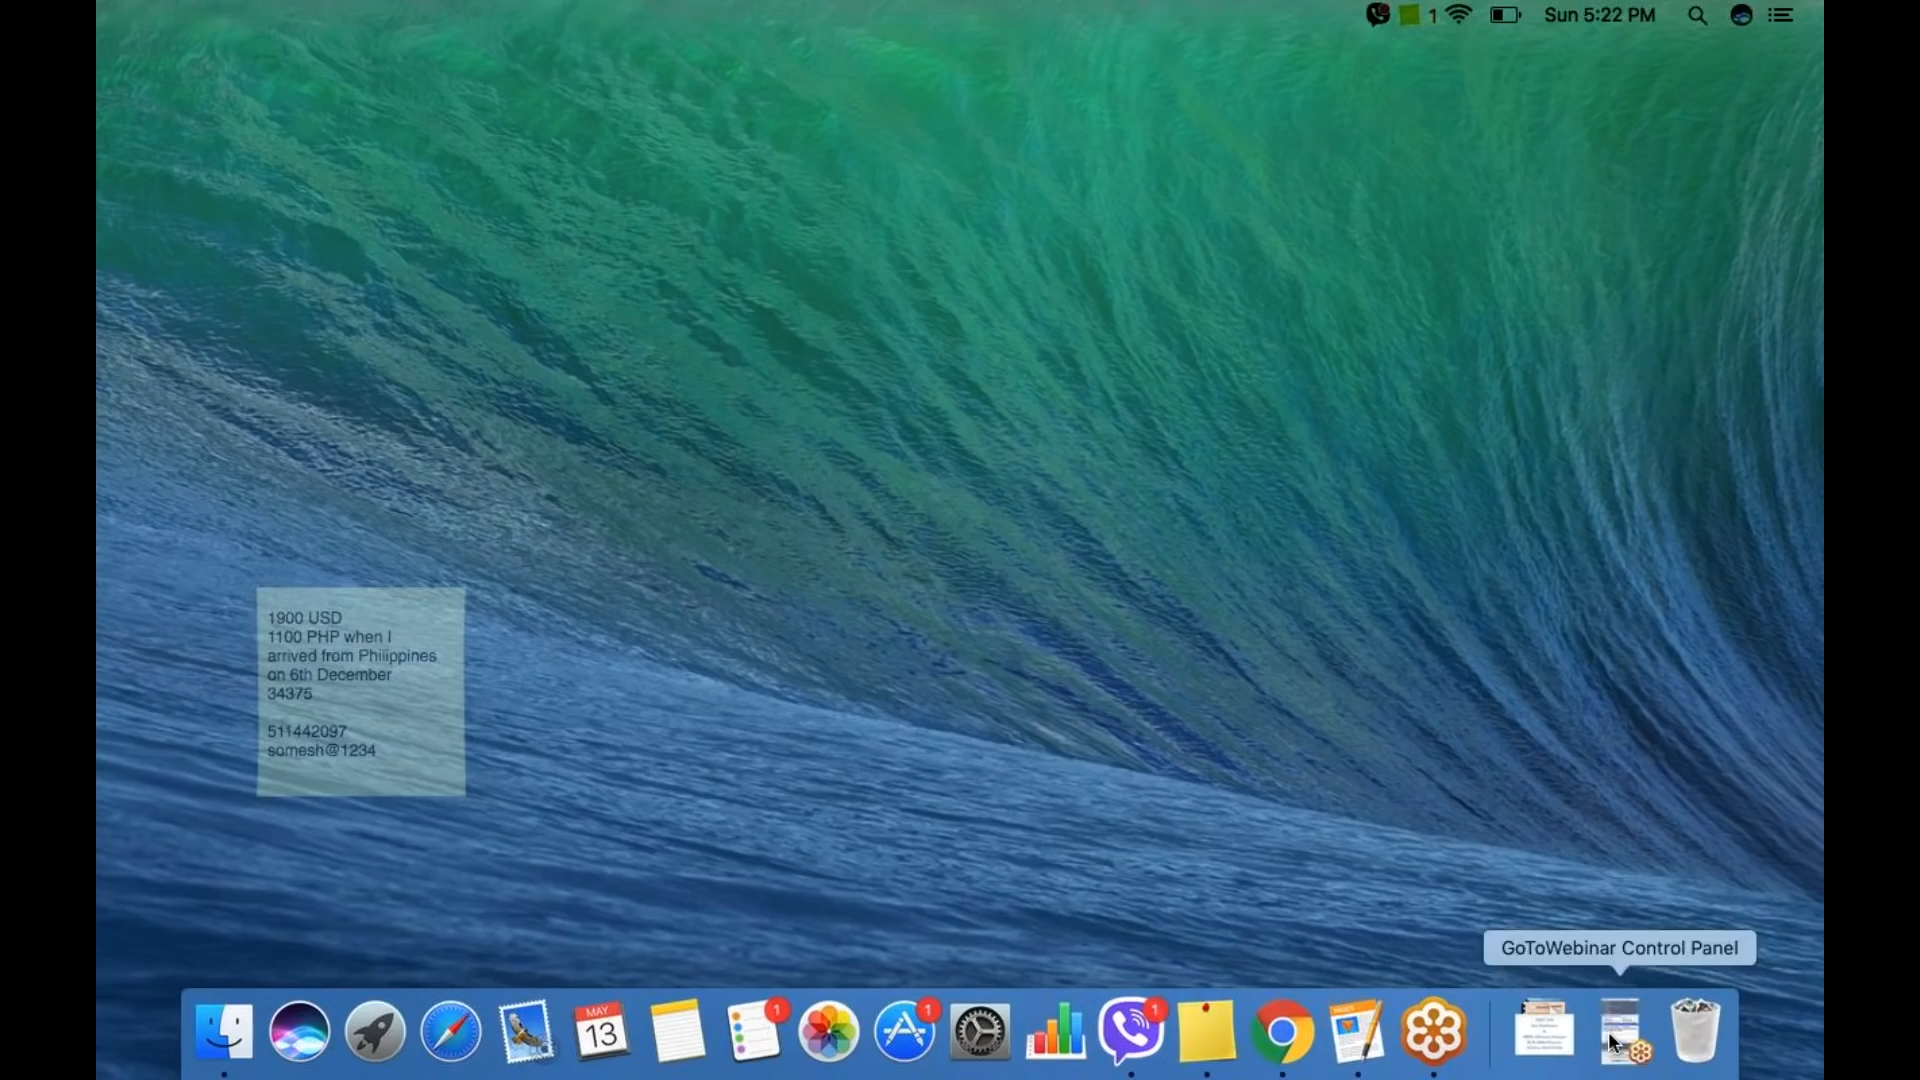 1 Sun 5:22 PM
1900 USD
1100 PHP when I
arrived from Philippines
on 6th December
34375
511442097
somesh@1234
GoToWebinar Control Panel
MAY
13
1
1
1
PAGES